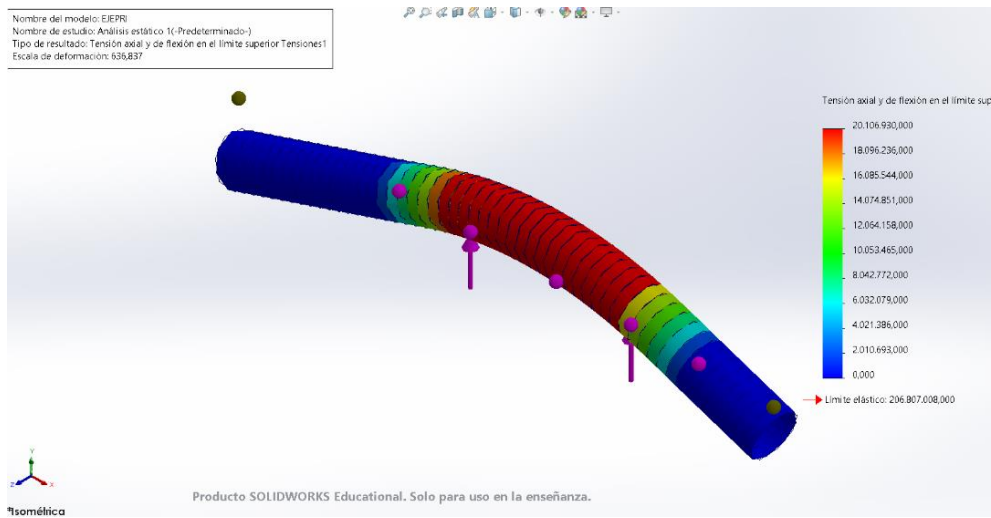 Nombre del modelo: EJEPRI
Nombre de estudio: Análisis estático 1(-Predeterminado-)
Tipo de resultado: Tensión axial y de flexión en el límite superior Tensiones1
Escala de deformación: 636,837
Tensión axial y de flexión en el límite sup
20.106.930,000
18.096.236,000
16.085.544,000
14.074.851,000
12.064.158,000
10.053.465,000
8.042.772,000
6.032.079,000
4.021.386,000
2.010.693,000
0,000
Límite elástico: 206.807.008,000
Y
Z
X
Producto SOLIDWORKS Educational. Solo para uso en la enseñanza.
*Isométrica